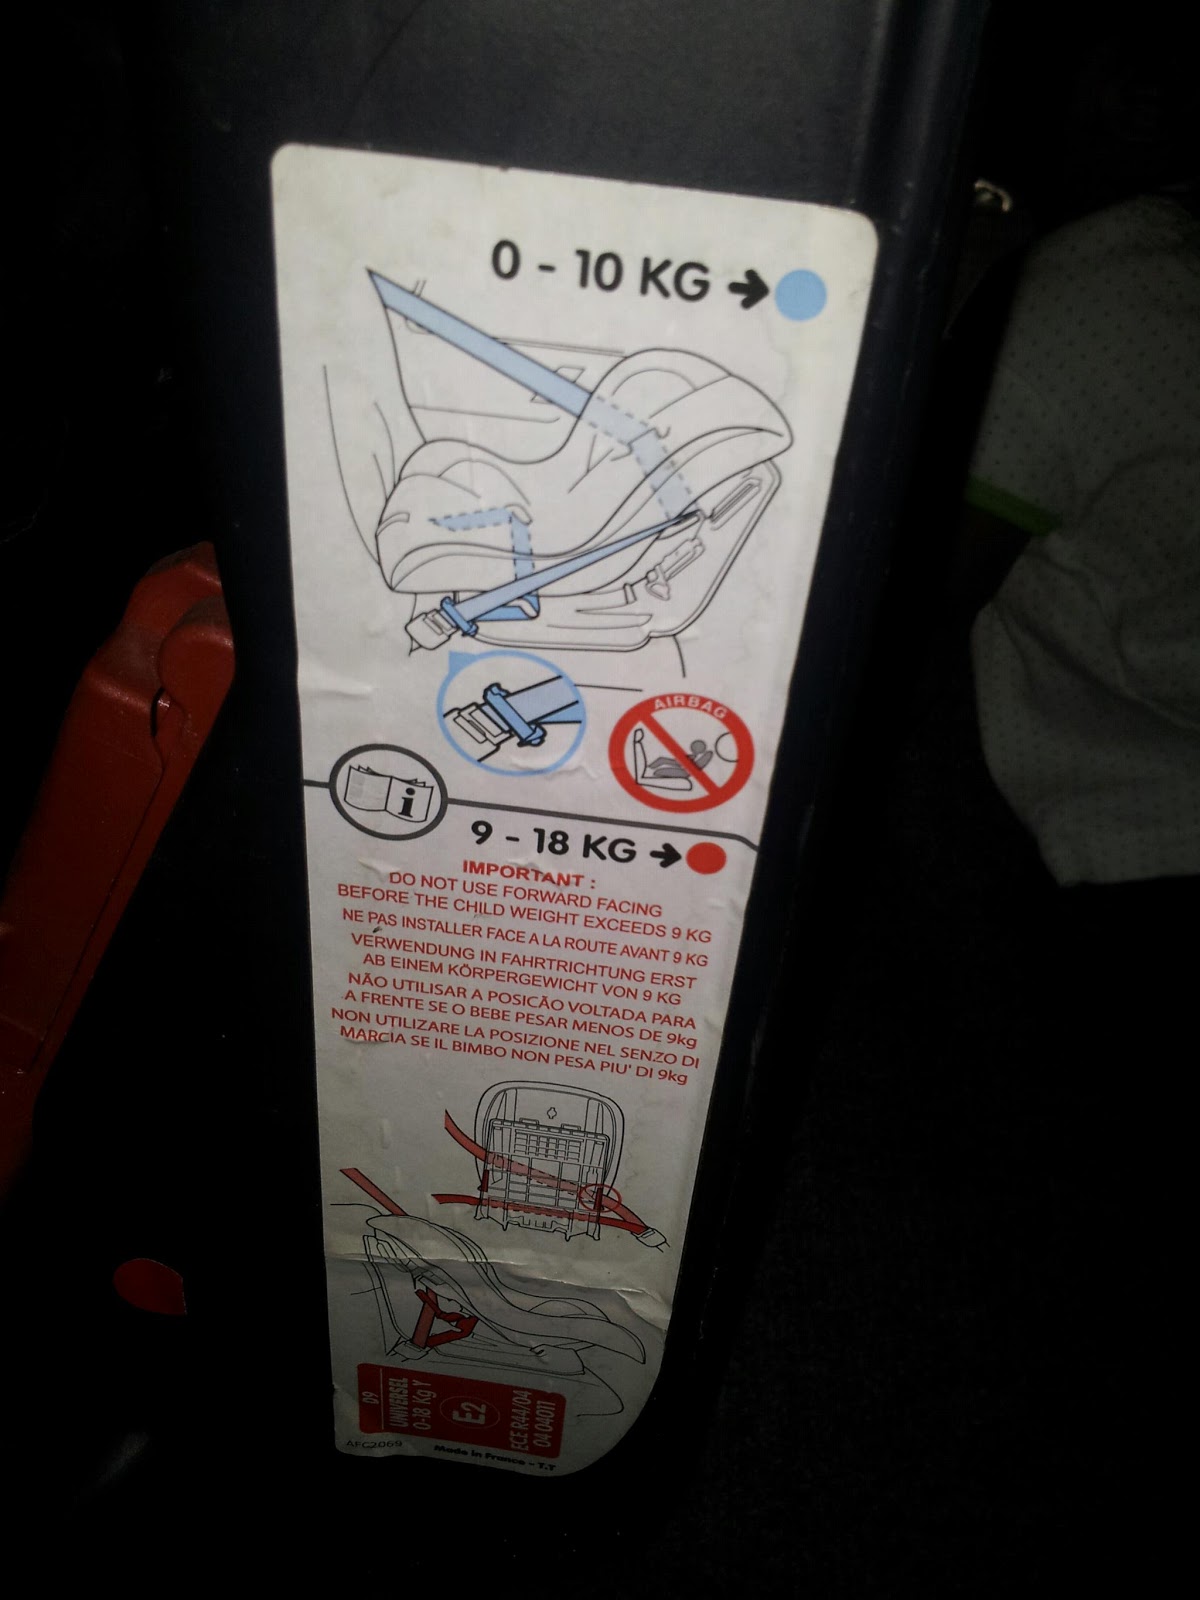 0 - 10 KG
AIRBAG
i
9 - 18 KG
IMPORTANT :
DO NOT USE FORWARD FACING
BEFORE THE CHILD WEIGHT EXCEEDS 9 KG
NE PAS INSTALLER FACE A LA ROUTE AVANT 9 KG
VERWENDUNG IN FAHRTRICHTUNG ERST
AB EINEM KÖRPERGEWICHT VON 9 KG
NÃO UTILISAR A POSICÃO VOLTADA PARA
A FRENTE SE O BEBE PESAR MENOS DE 9kg
NON UTILIZARE LA POSIZIONE NEL SENZO DI
MARCIA SE IL BIMBO NON PESA PIU' DI 9kg
D9
UNIVERSEL
0-18 Kg Y
E2
ECE R44/04
04 04011
AFC2069
Made in France - T.T